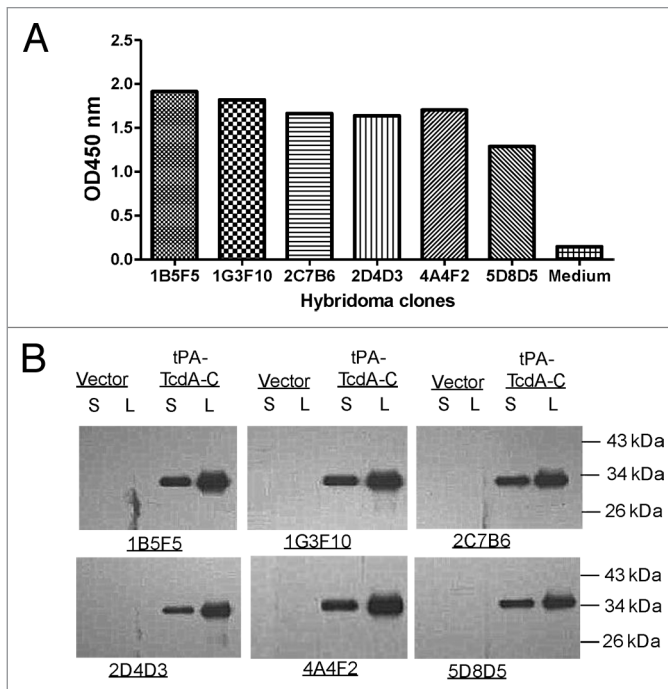 A
2.5
2.0
1.5
1.0
0.5
0.0
OD450 nm
1B5F5 1G3F10 2C7B6 2D4D3 4A4F2 5D8D5 Medium
Hybridoma clones
B
tPA- tPA- tPA-
Vector TcdA-C Vector TcdA-C Vector TcdA-C
S L S L S L S L S L S L
43 kDa
34 kDa
26 kDa
1B5F5 1G3F10 2C7B6
43 kDa
34 kDa
26 kDa
2D4D3 4A4F2 5D8D5